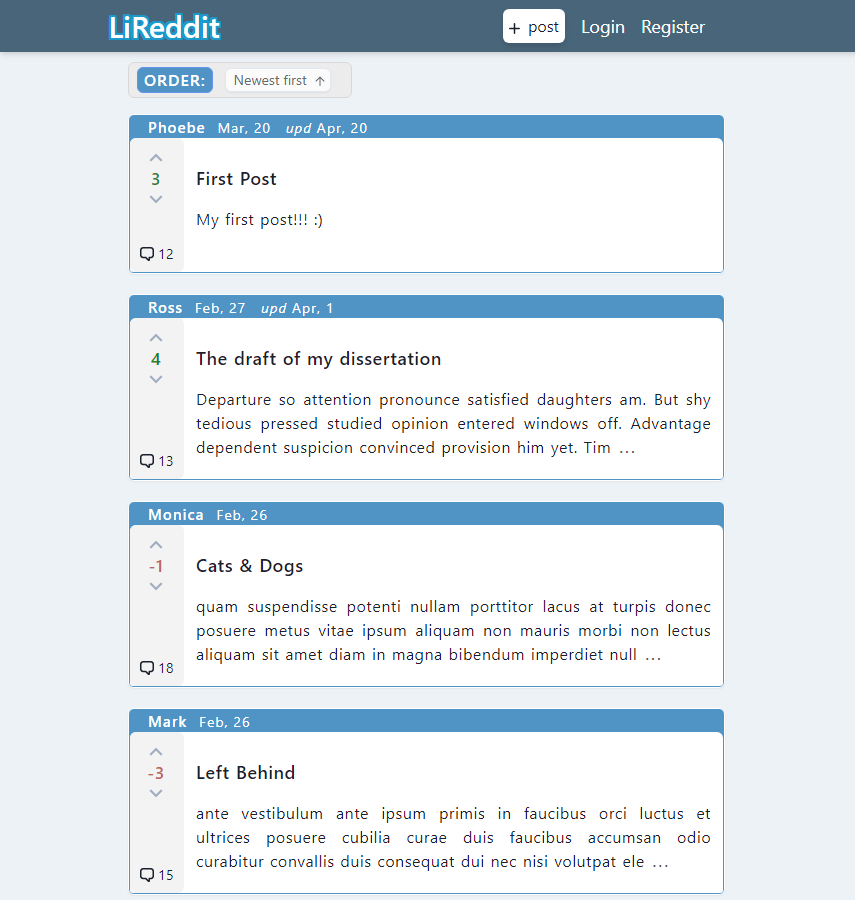 LiReddit + post Login Register
ORDER: Newest first ↑
Phoebe Mar, 20 upd Apr, 20
3
First Post
My first post!!! :)
12
Ross Feb, 27 upd Apr, 1
4
The draft of my dissertation
Departure so attention pronounce satisfied daughters am. But shy
tedious pressed studied opinion entered windows off. Advantage
dependent suspicion convinced provision him yet. Tim ...
13
Monica Feb, 26
-1
Cats & Dogs
quam suspendisse potenti nullam porttitor lacus at turpis donec
posuere metus vitae ipsum aliquam non mauris morbi non lectus
aliquam sit amet diam in magna bibendum imperdiet null ...
18
Mark Feb, 26
-3
Left Behind
ante vestibulum ante ipsum primis in faucibus orci luctus et
ultrices posuere cubilia curae duis faucibus accumsan odio
curabitur convallis duis consequat dui nec nisi volutpat ele ...
15